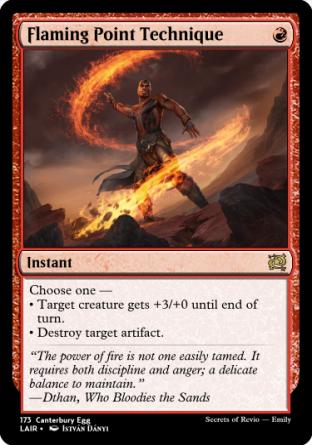 Flaming Point Technique
Instant
Choose one —
• Target creature gets +3/+0 until end of
turn.
• Destroy target artifact.
“The power of fire is not one easily tamed. It
requires both discipline and anger; a delicate
balance to maintain.”
—Dthan, Who Bloodies the Sands
173 Canterbury Egg
LAIR • István Dányi
Secrets of Revio — Emily